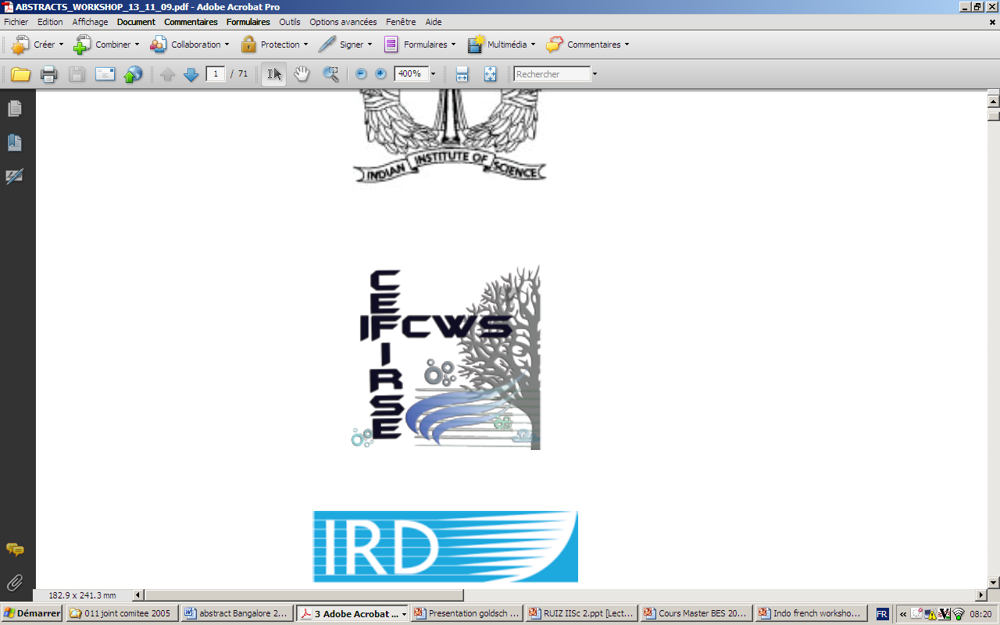 ABSTRACTS_WORKSHOP_13_11_09.pdf - Adobe Acrobat Pro
Fichier Edition Affichage Document Commentaires Formulaires Outils Options avancées Fenêtre Aide
Créer Combiner Collaboration Protection Signer Formulaires Multimédia Commentaires
1 / 71 400% Rechercher
INDIAN INSTITUTE OF SCIENCE
CEFIRSE
IFCWS
IRD
182.9 x 241.3 mm
Démarrer 011 joint comitee 2005 abstract Bangalore 2... 3 Adobe Acrobat ... Presentation goldsch ... RUIZ IISc 2.ppt [Lect... Cours Master BES 20... Indo french worksho... FR « 08:20